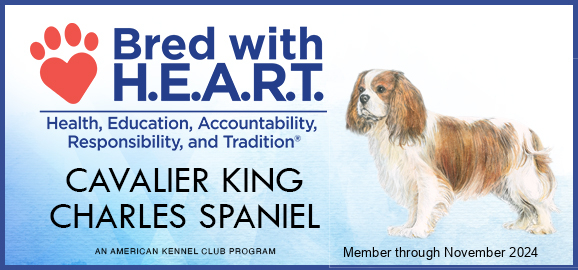 Bred with
H.E.A.R.T.
Health, Education, Accountability,
Responsibility, and Tradition®
CAVALIER KING
CHARLES SPANIEL
AN AMERICAN KENNEL CLUB PROGRAM
Member through November 2024